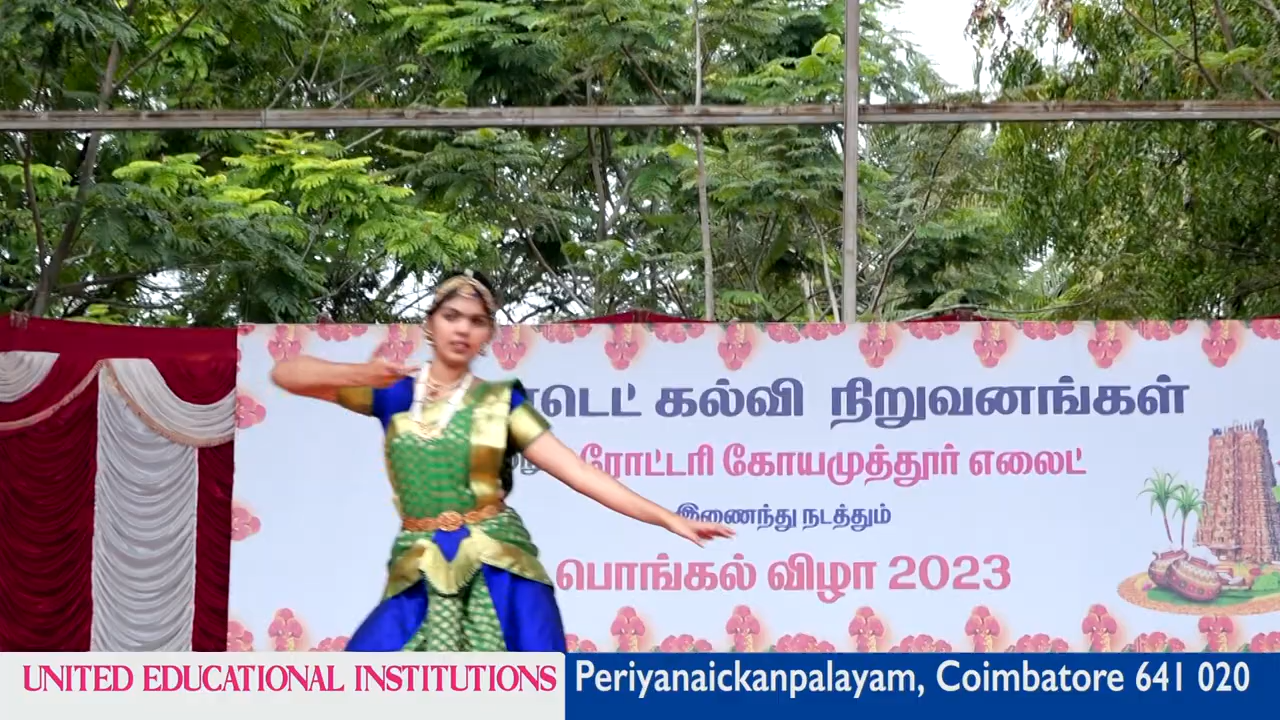 கல்வி நிறுவனங்கள்
ரோட்டரி கோயமுத்தூர் எலைட்
இணைந்து நடத்தும்
பொங்கல் விழா 2023
UNITED EDUCATIONAL INSTITUTIONS
Periyanaickanpalayam, Coimbatore 641 020